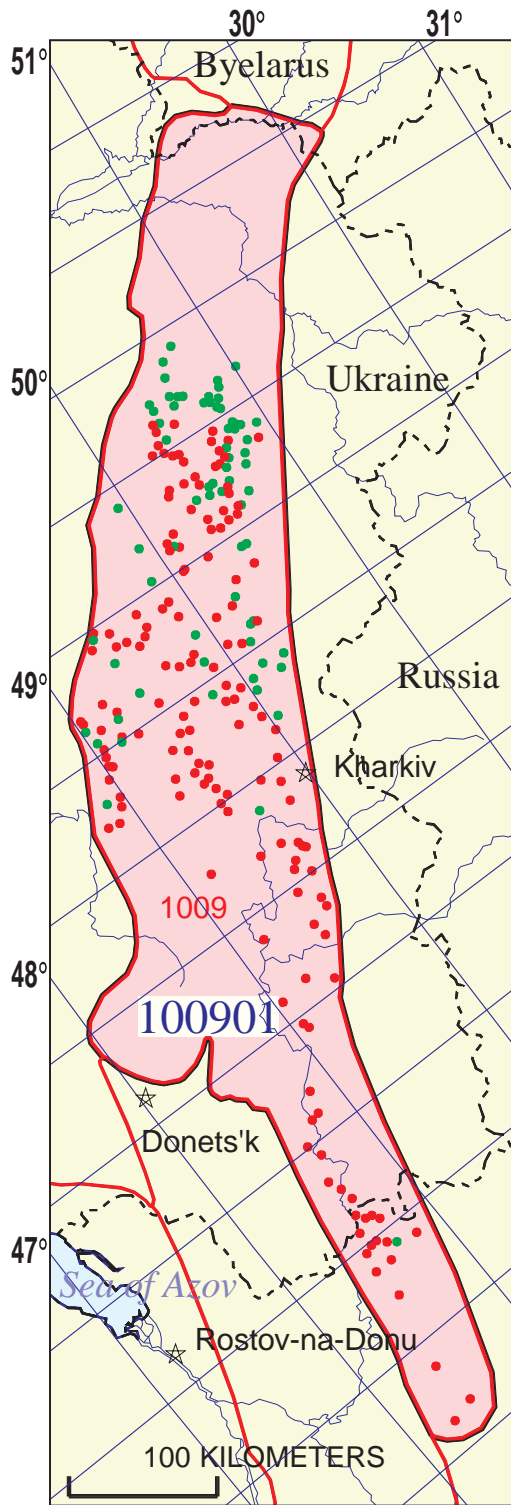 30° 31°
51°
Byelarus
50°
Ukraine
49°
Russia
Kharkiv
1009
48°
100901
Donets'k
47°
Sea of Azov
Rostov-na-Donu
100 KILOMETERS